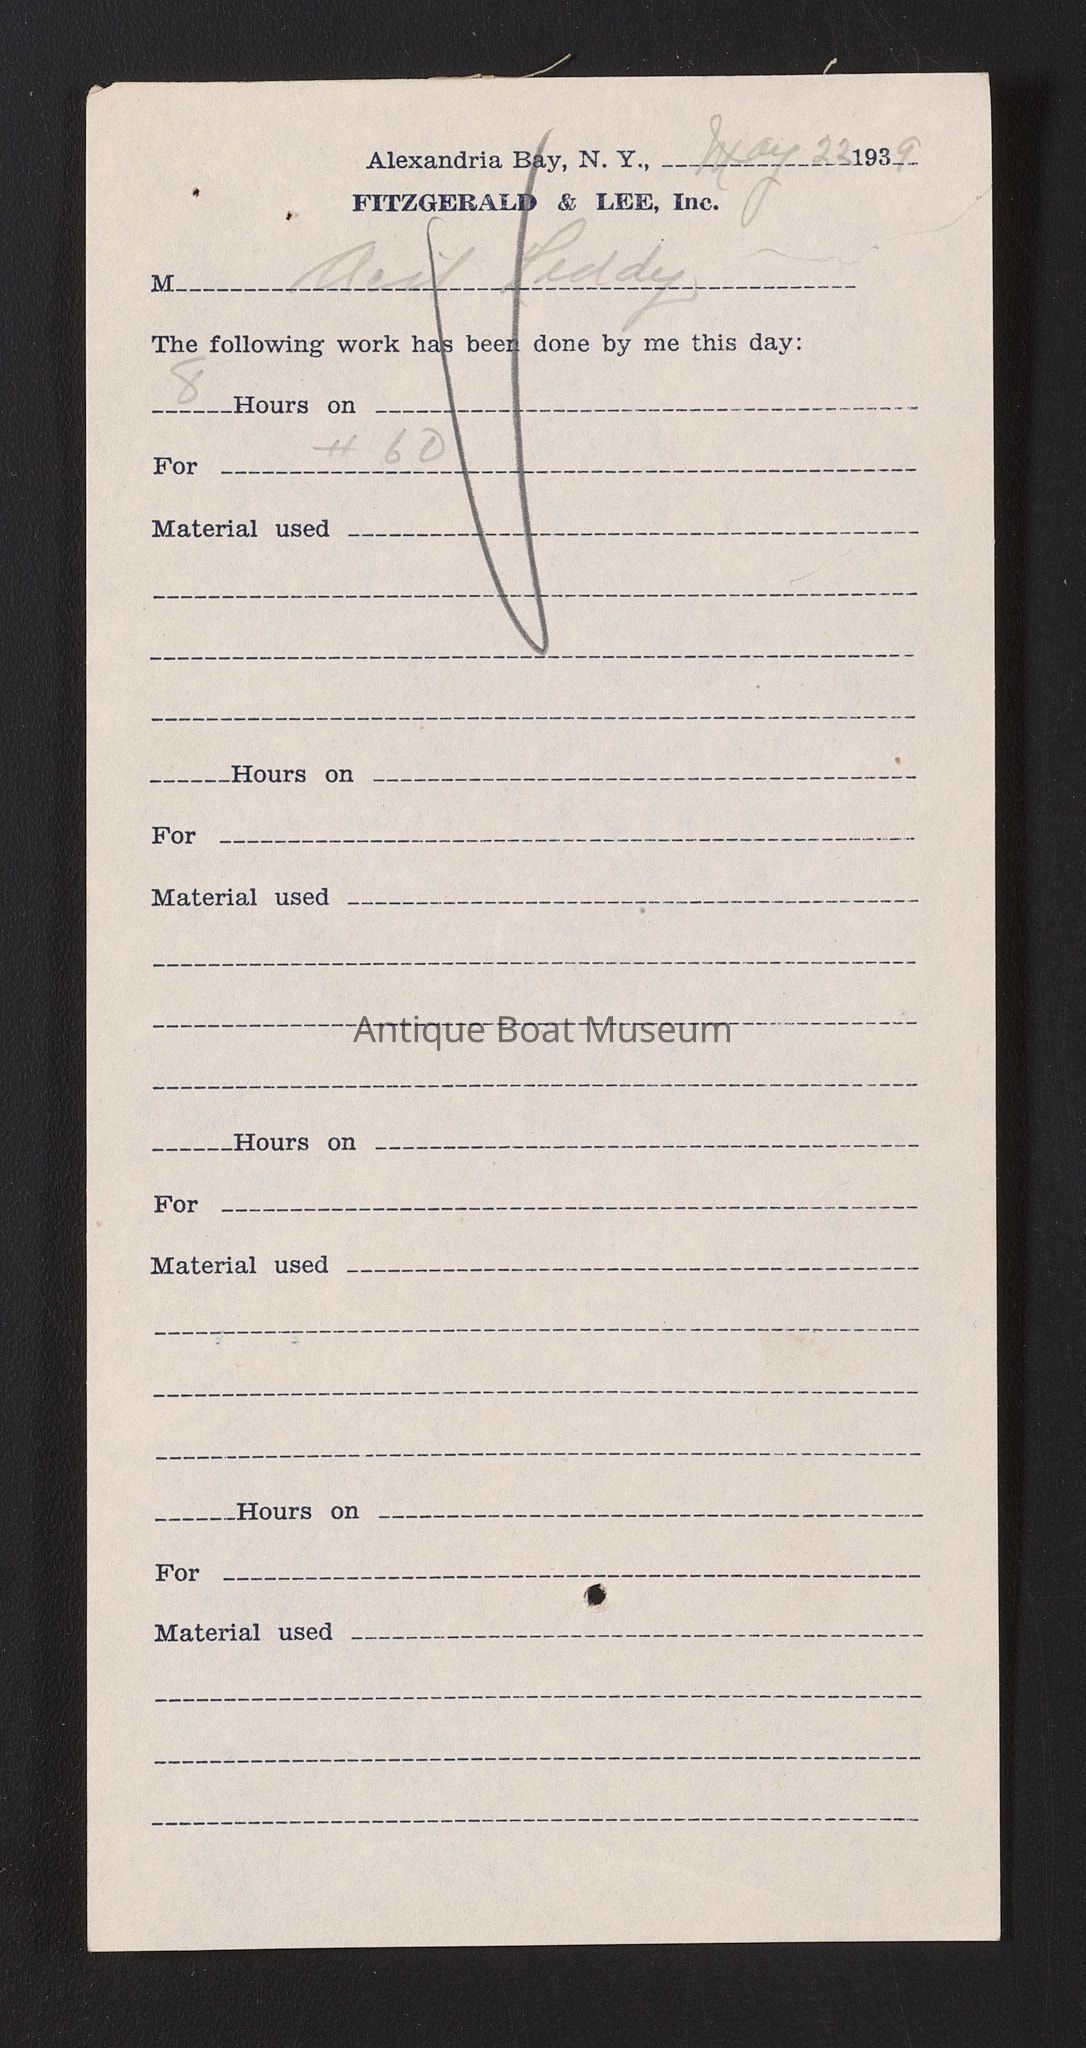 Alexandria Bay, N. Y., May 22 1939
FITZGERALD & LEE, Inc.
M Leddy
The following work has been done by me this day:
8 Hours on
For # 60
Material used
Hours on
For
Material used
Antique Boat Museum
Hours on
For
Material used
Hours on
For
Material used